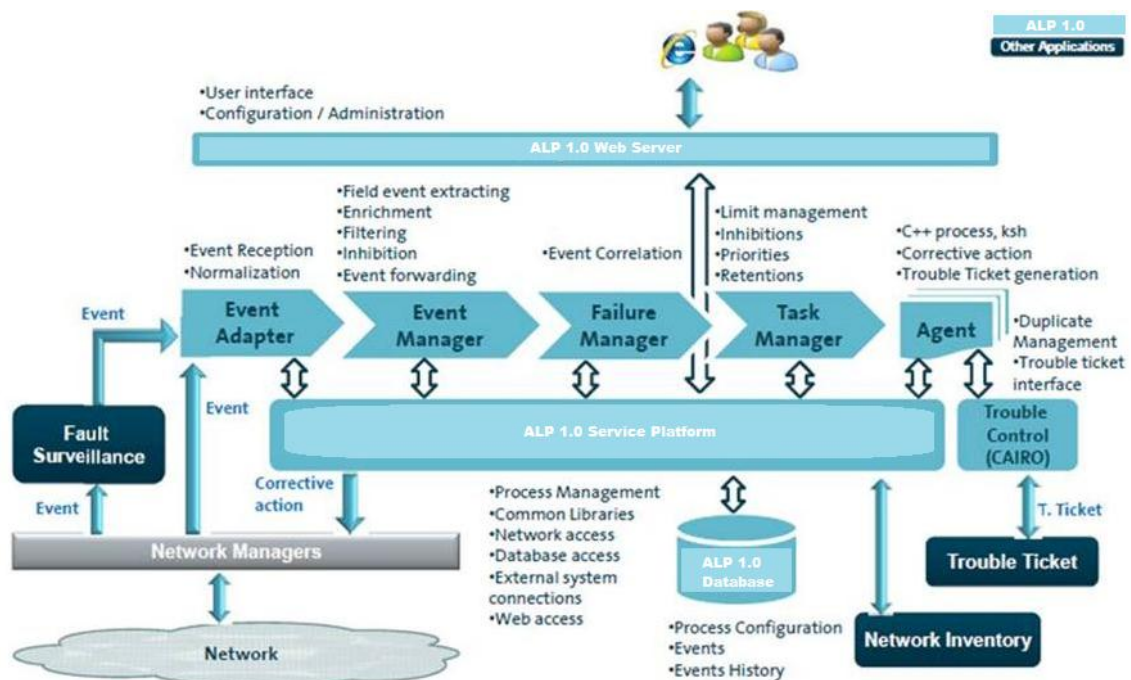 ALP 1.0
Other Applications
•User interface
•Configuration / Administration
ALP 1.0 Web Server
•Field event extracting
•Enrichment
•Filtering
•Inhibition
•Event forwarding
•Limit management
•Inhibitions
•Priorities
•Retentions
•C++ process, ksh
•Corrective action
•Trouble Ticket generation
•Event Reception
•Normalization
•Event Correlation
Event
Event
Adapter
Event
Manager
Failure
Manager
Task
Manager
Agent
•Duplicate
Management
•Trouble ticket
interface
Event
Fault
Surveillance
ALP 1.0 Service Platform
Trouble
Control
(CAIRO)
Event
Corrective
action
•Process Management
•Common Libraries
•Network access
•Database access
•External system
connections
•Web access
T. Ticket
Network Managers
ALP 1.0
Database
Trouble Ticket
•Process Configuration
•Events
•Events History
Network Inventory
Network